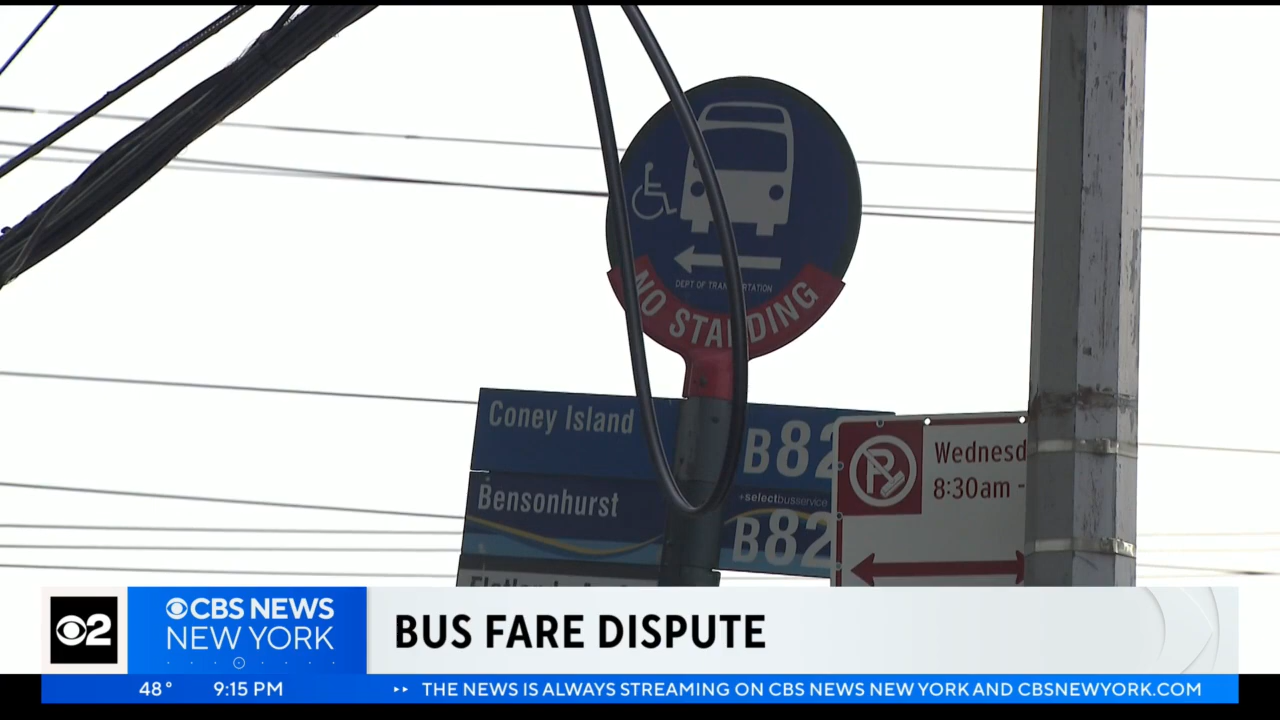 DEPT OF TRANSPORTATION
NO STANDING
Coney Island
B82
Bensonhurst
+selectbusservice
B82
Wednesd
8:30am -
2
CBS NEWS
NEW YORK
BUS FARE DISPUTE
48° 9:15 PM THE NEWS IS ALWAYS STREAMING ON CBS NEWS NEW YORK AND CBSNEWYORK.COM